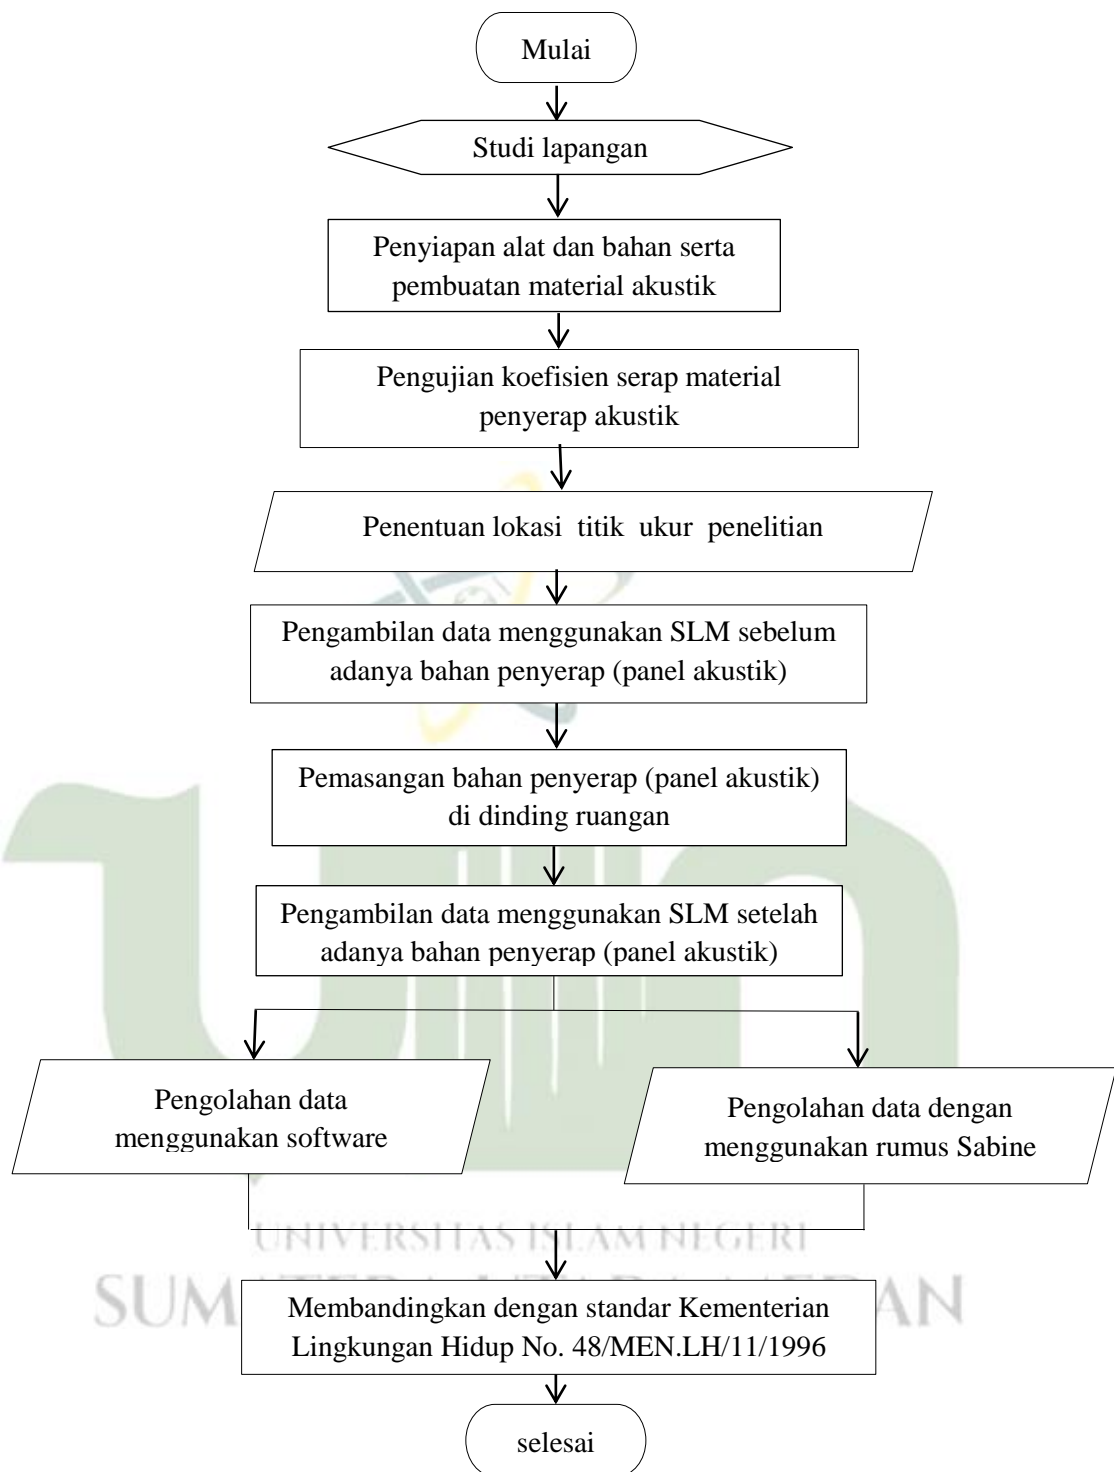 Mulai
Studi lapangan
Penyiapan alat dan bahan serta
pembuatan material akustik
Pengujian koefisien serap material
penyerap akustik
Penentuan lokasi titik ukur penelitian
Pengambilan data menggunakan SLM sebelum
adanya bahan penyerap (panel akustik)
Pemasangan bahan penyerap (panel akustik)
di dinding ruangan
Pengambilan data menggunakan SLM setelah
adanya bahan penyerap (panel akustik)
Pengolahan data
menggunakan software
Pengolahan data dengan
menggunakan rumus Sabine
UNIVERSITAS ISLAM NEGERI
Membandingkan dengan standar Kementerian
Lingkungan Hidup No. 48/MEN.LH/11/1996
selesai